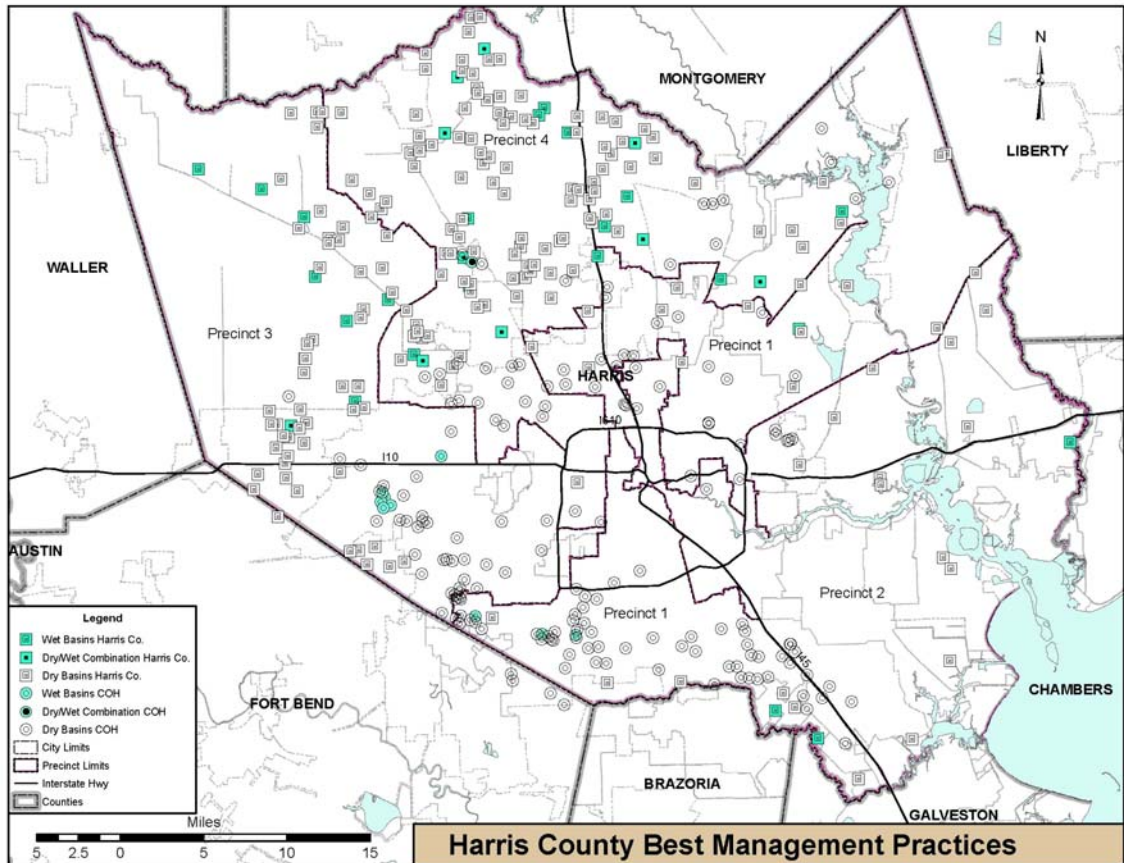 MONTGOMERY
N
LIBERTY
Precinct 4
WALLER
Precinct 3
Precinct 1
HARRIS
I610
I10
AUSTIN
Precinct 2
Precinct 1
I45
CHAMBERS
FORT BEND
BRAZORIA
GALVESTON
Legend
Wet Basins Harris Co.
Dry/Wet Combination Harris Co.
Dry Basins Harris Co.
Wet Basins COH
Dry/Wet Combination COH
Dry Basins COH
City Limits
Precinct Limits
Interstate Hwy
Counties
Miles
5 2.5 0 5 10 15
Harris County Best Management Practices